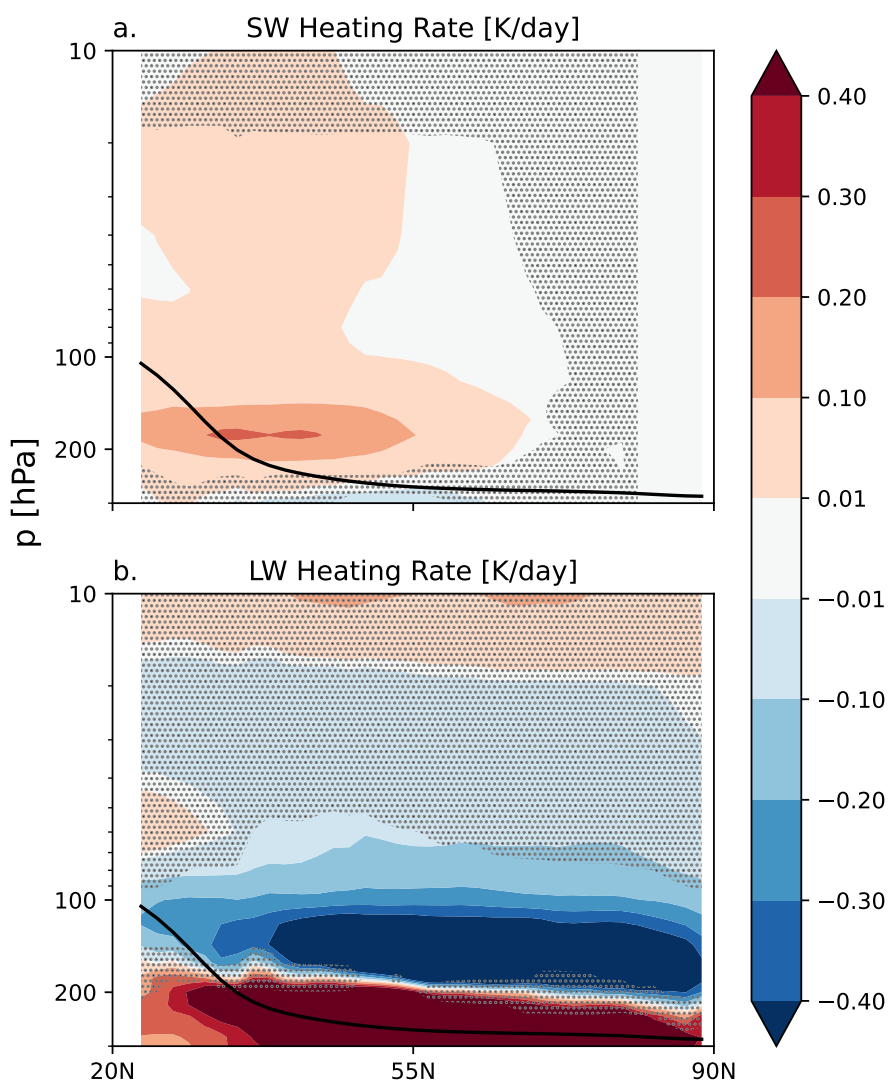 a.
SW Heating Rate [K/day]
10
100
200
p [hPa]
b.
LW Heating Rate [K/day]
10
100
200
20N
55N
90N
0.40
0.30
0.20
0.10
0.01
−0.01
−0.10
−0.20
−0.30
−0.40